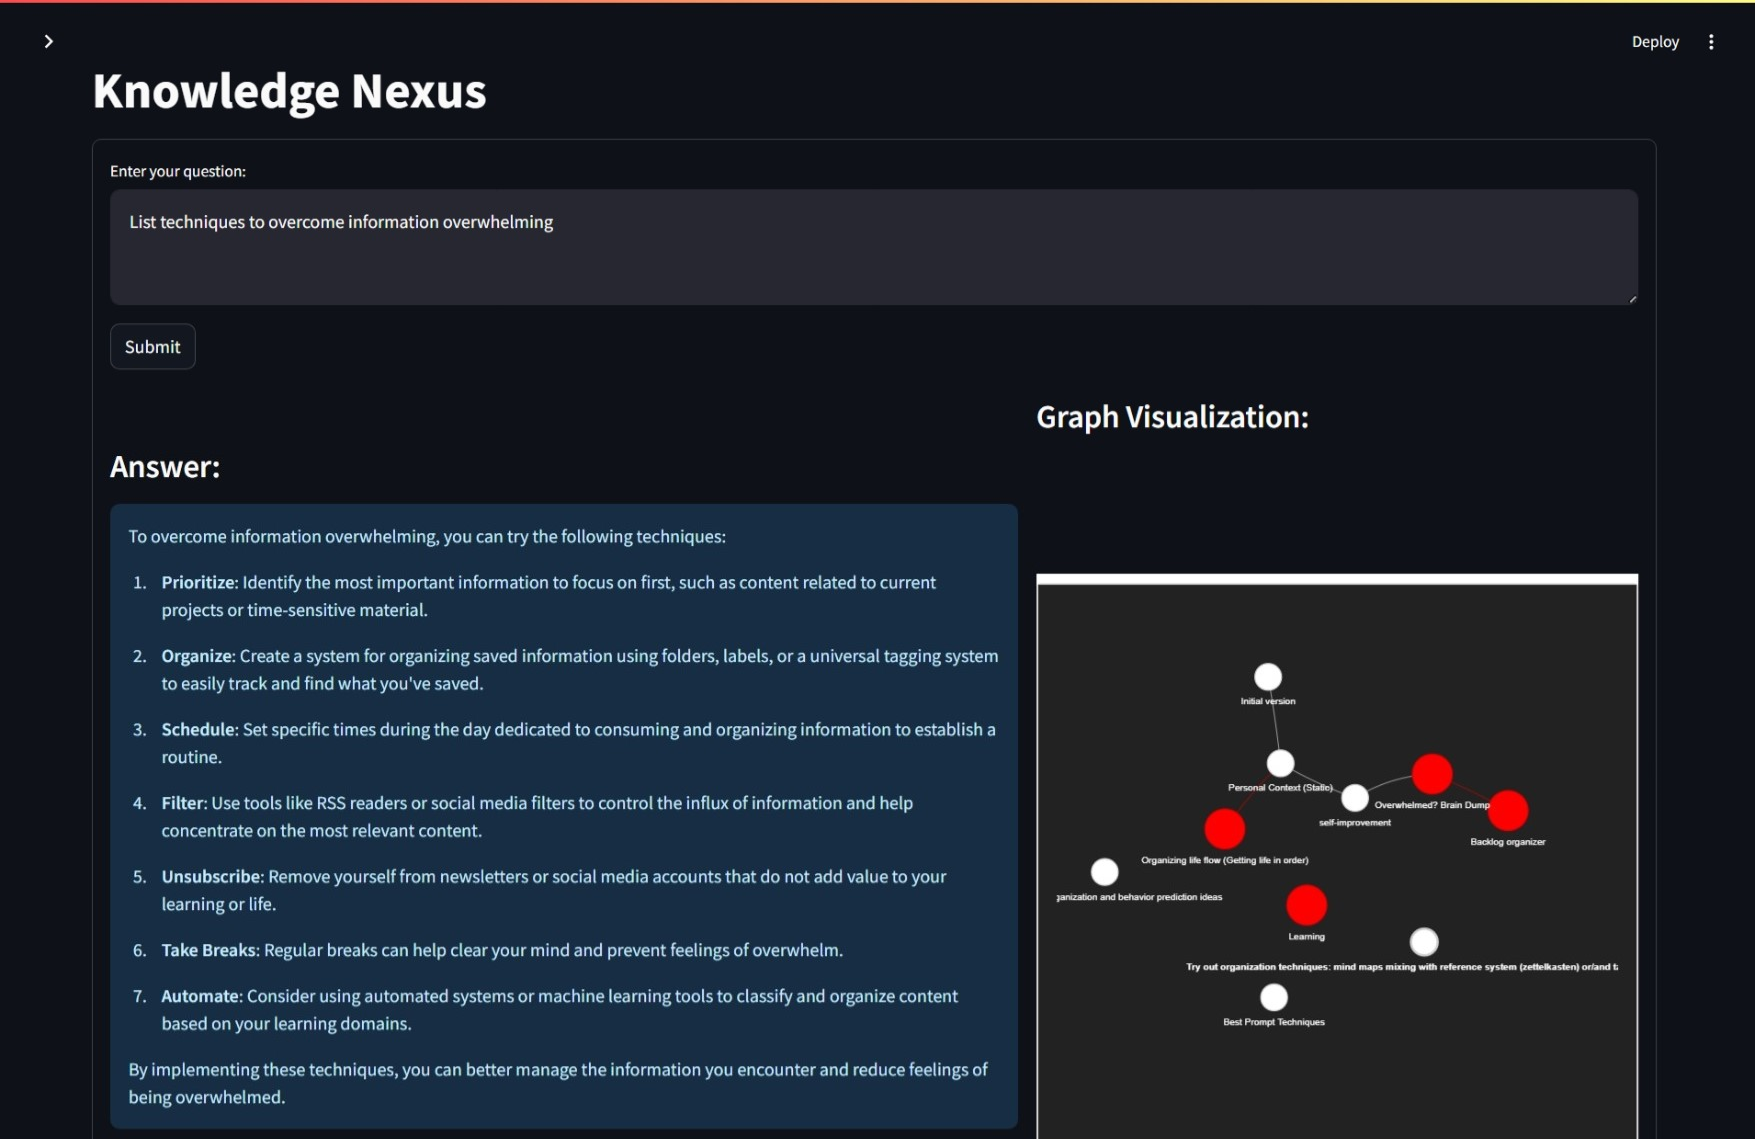 Deploy
Knowledge Nexus
Enter your question:
List techniques to overcome information overwhelming
Submit
Graph Visualization:
Answer:
To overcome information overwhelming, you can try the following techniques:
1. Prioritize: Identify the most important information to focus on first, such as content related to current
projects or time-sensitive material.
2. Organize: Create a system for organizing saved information using folders, labels, or a universal tagging system
to easily track and find what you've saved.
3. Schedule: Set specific times during the day dedicated to consuming and organizing information to establish a
routine.
4. Filter: Use tools like RSS readers or social media filters to control the influx of information and help
concentrate on the most relevant content.
5. Unsubscribe: Remove yourself from newsletters or social media accounts that do not add value to your
learning or life.
6. Take Breaks: Regular breaks can help clear your mind and prevent feelings of overwhelm.
7. Automate: Consider using automated systems or machine learning tools to classify and organize content
based on your learning domains.
By implementing these techniques, you can better manage the information you encounter and reduce feelings of
being overwhelmed.
Initial version
Personal Context (Static)
Overwhelmed? Brain Dump
self-improvement
Backlog organizer
Organizing life flow (Getting life in order)
ganization and behavior prediction ideas
Learning
Try out organization techniques: mind maps mixing with reference system (zettelkasten) or/and t
Best Prompt Techniques